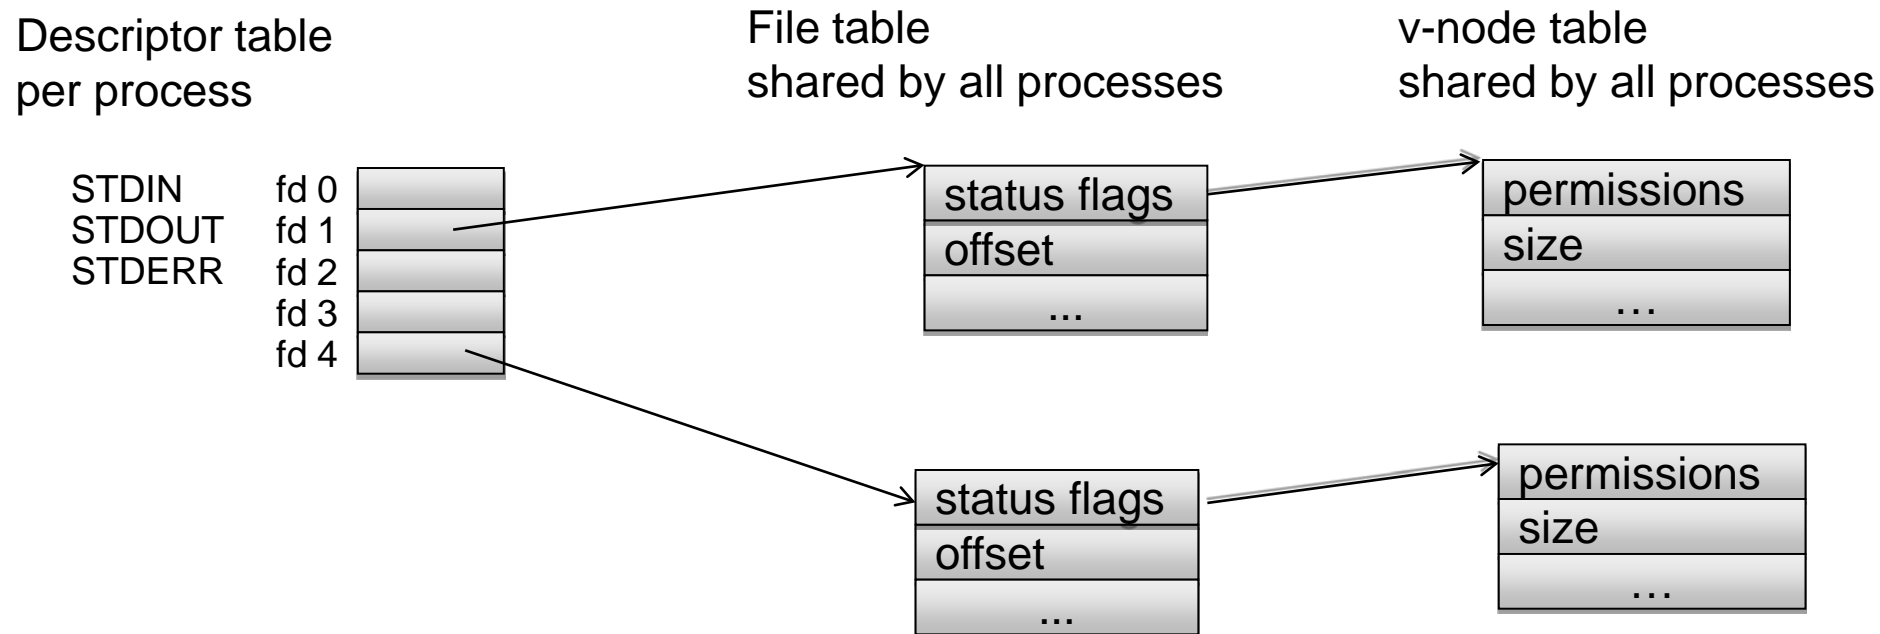 Descriptor table
per process
File table
shared by all processes
v-node table
shared by all processes
STDIN fd 0
STDOUT fd 1
STDERR fd 2
fd 3
fd 4
status flags
offset
...
permissions
size
…
status flags
offset
...
permissions
size
…